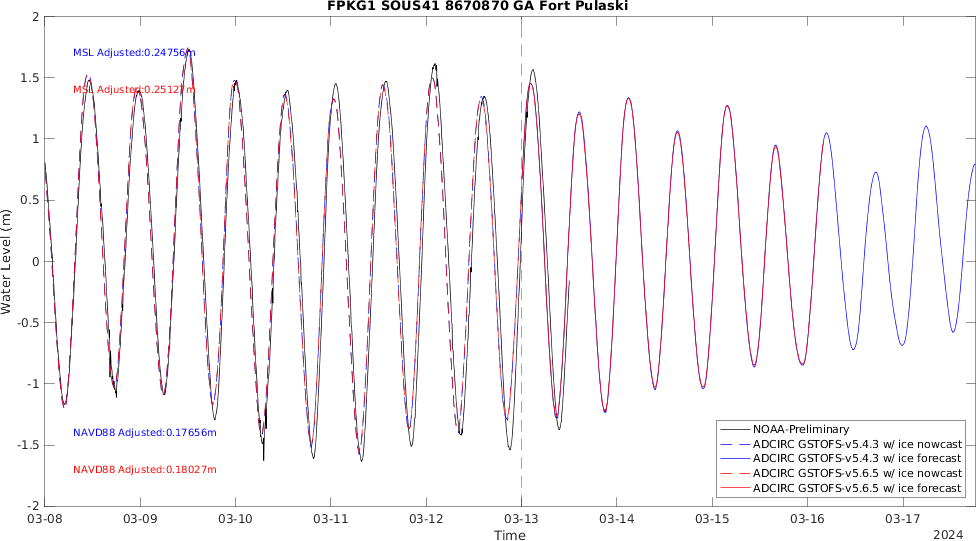 FPKG1 SOUS41 8670870 GA Fort Pulaski
2
1.5
1
0.5
0
-0.5
-1
-1.5
-2
Water Level (m)
MSL Adjusted:0.24756m
MSL Adjusted:0.25127m
NAVD88 Adjusted:0.17656m
NAVD88 Adjusted:0.18027m
NOAA-Preliminary
ADCIRC GSTOFS-v5.4.3 w/ ice nowcast
ADCIRC GSTOFS-v5.4.3 w/ ice forecast
ADCIRC GSTOFS-v5.6.5 w/ ice nowcast
ADCIRC GSTOFS-v5.6.5 w/ ice forecast
03-08 03-09 03-10 03-11 03-12 03-13 03-14 03-15 03-16 03-17
Time
2024